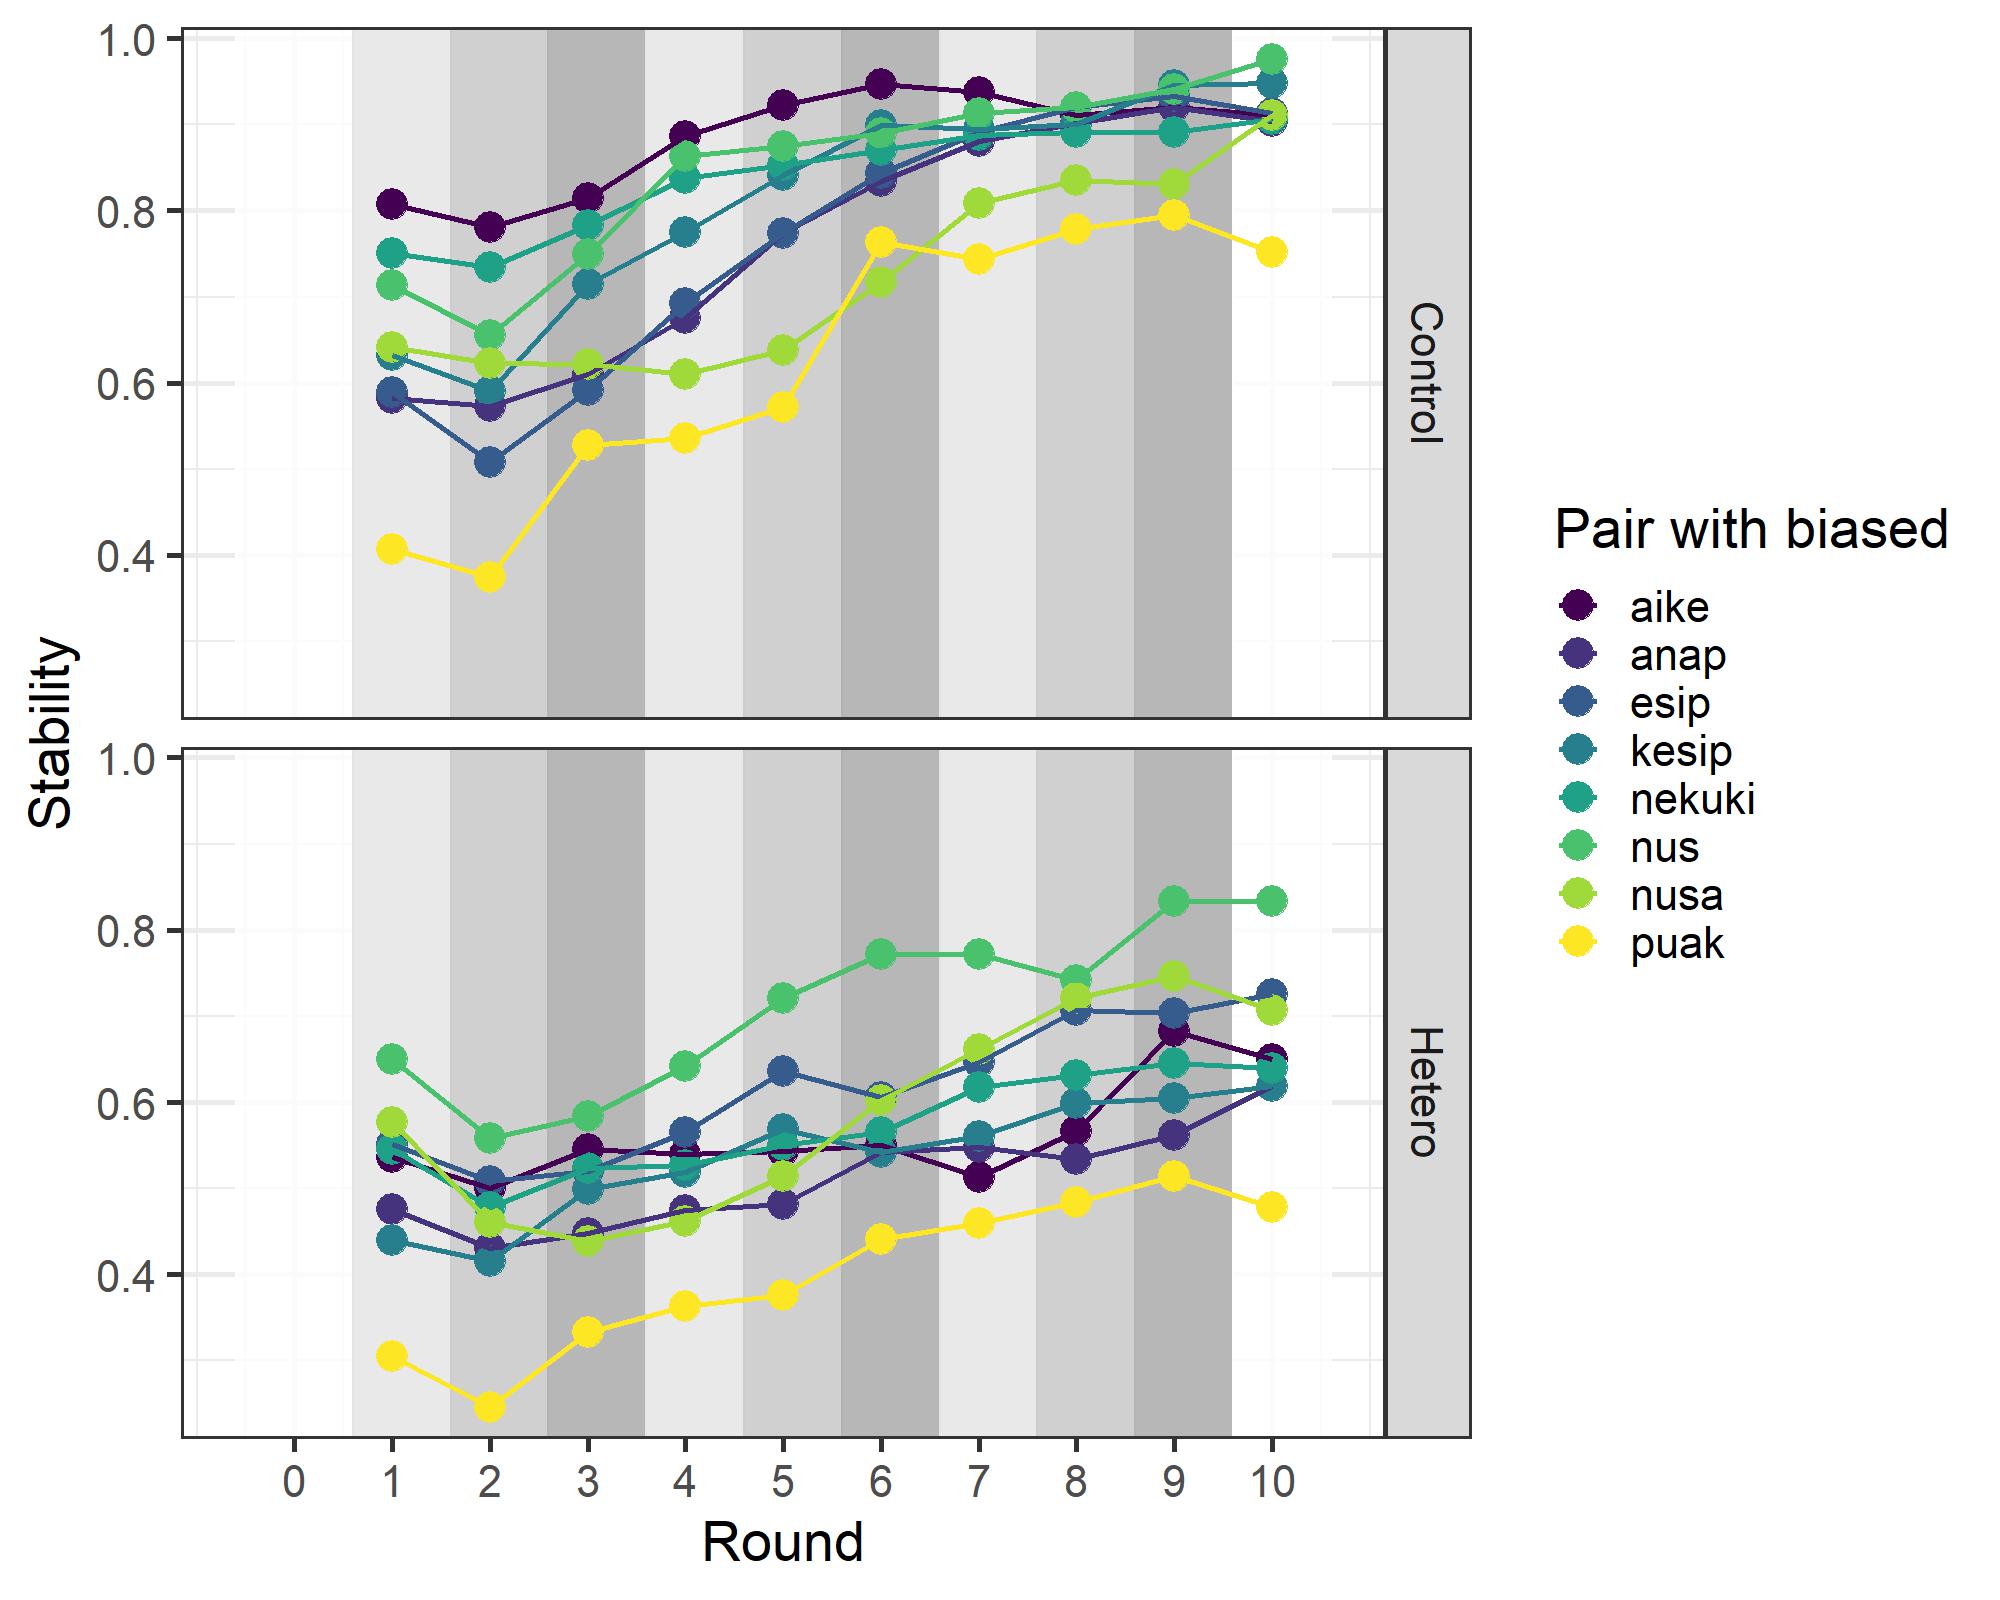 Stability
1.0
0.8
0.6
0.4
Control
1.0
0.8
0.6
0.4
Hetero
0 1 2 3 4 5 6 7 8 9 10
Round
Pair with biased
aike
anap
esip
kesip
nekuki
nus
nusa
puak